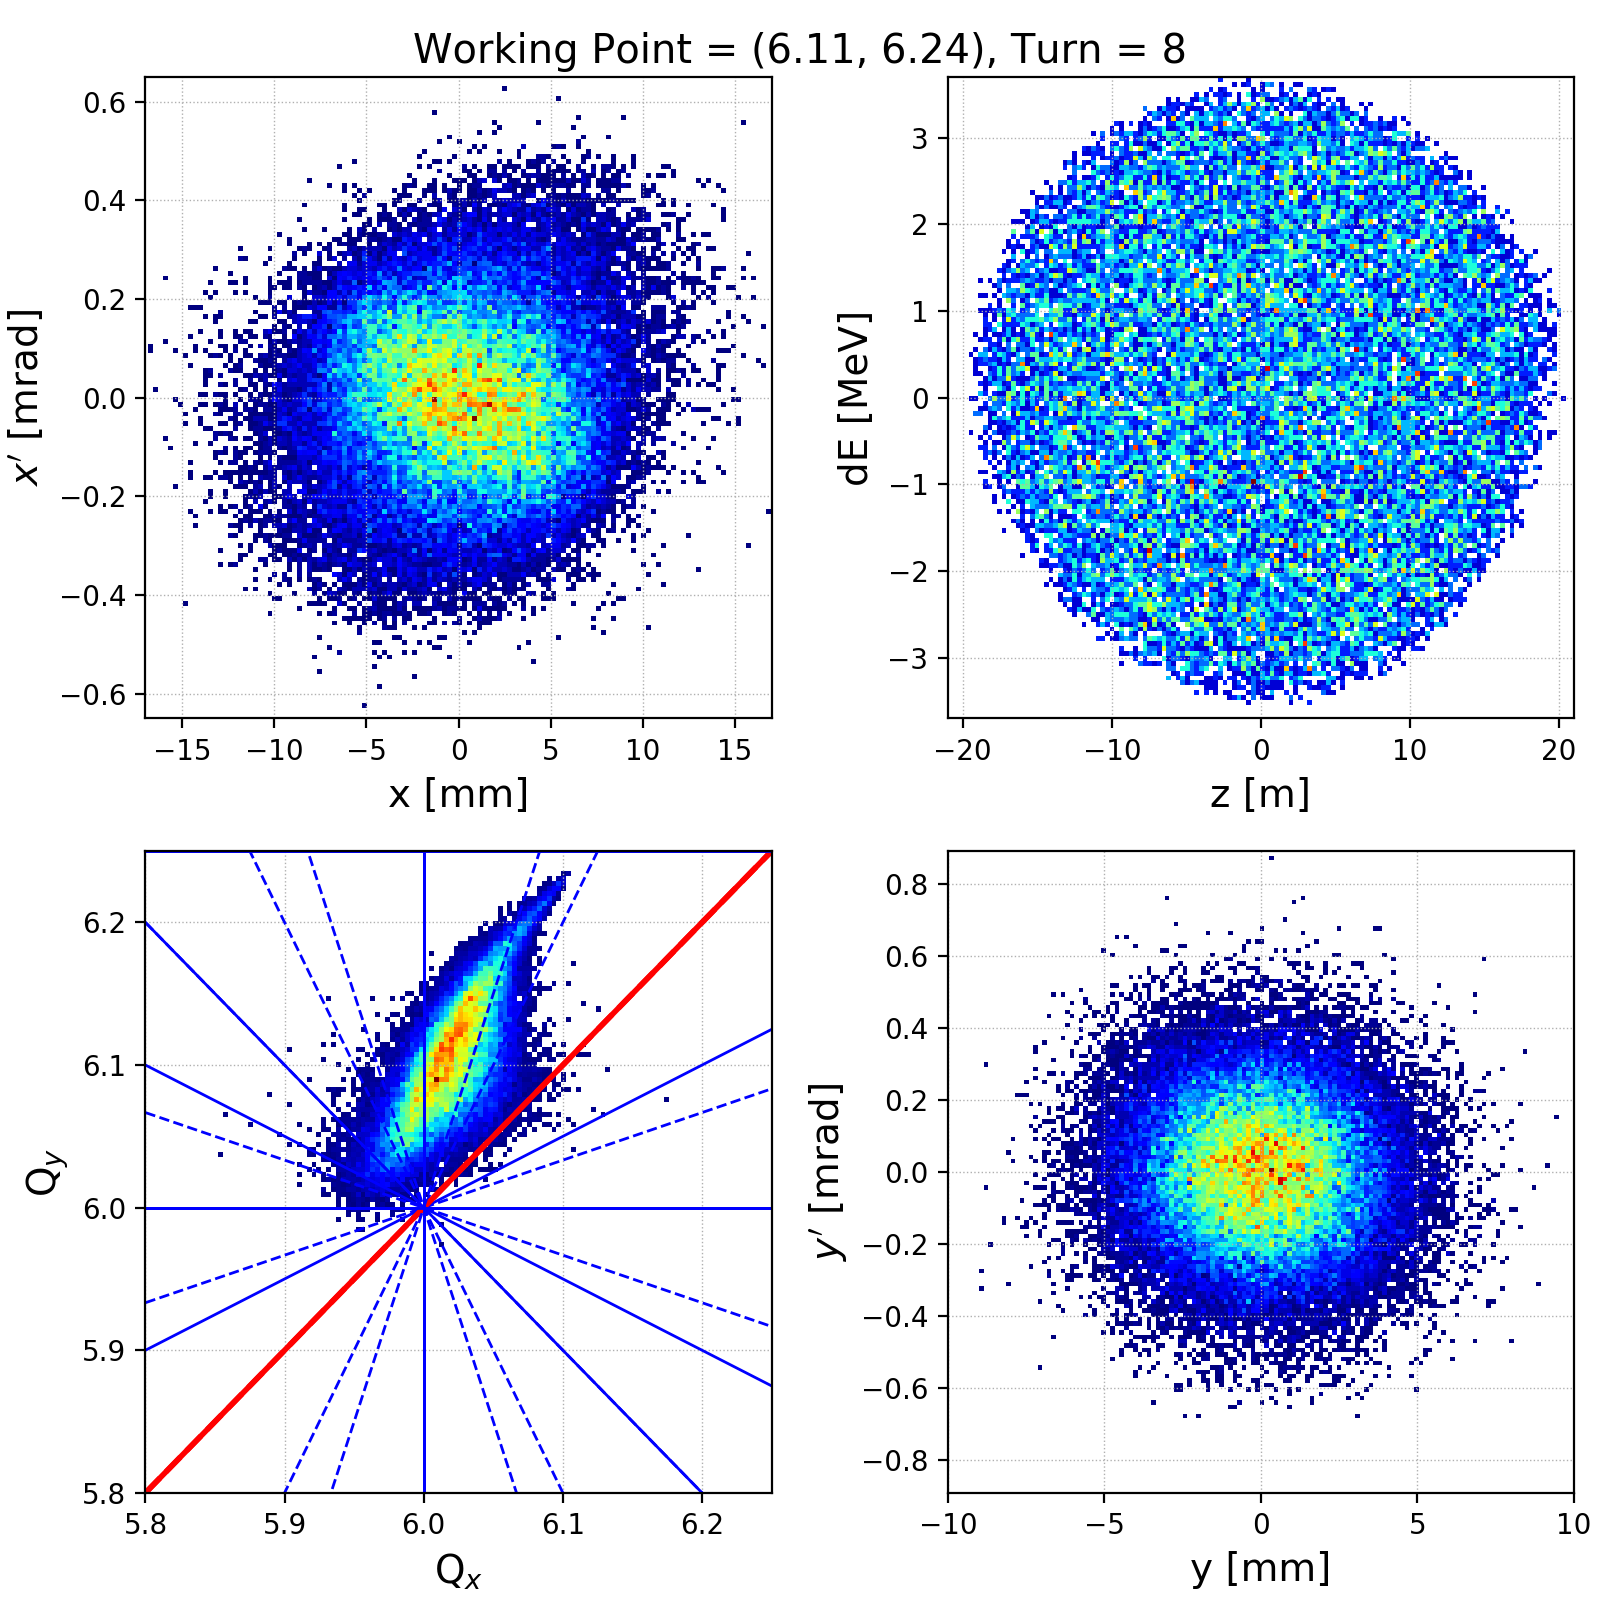 Working Point = (6.11, 6.24), Turn = 8
0.6
0.4
0.2
0.0
−0.2
−0.4
−0.6
x′ [mrad]
−15 −10 −5 0 5 10 15
x [mm]
3
2
1
0
−1
−2
−3
dE [MeV]
−20 −10 0 10 20
z [m]
6.2
6.1
6.0
5.9
5.8
Qy
5.8 5.9 6.0 6.1 6.2
Qx
0.8
0.6
0.4
0.2
0.0
−0.2
−0.4
−0.6
−0.8
y′ [mrad]
−10 −5 0 5 10
y [mm]